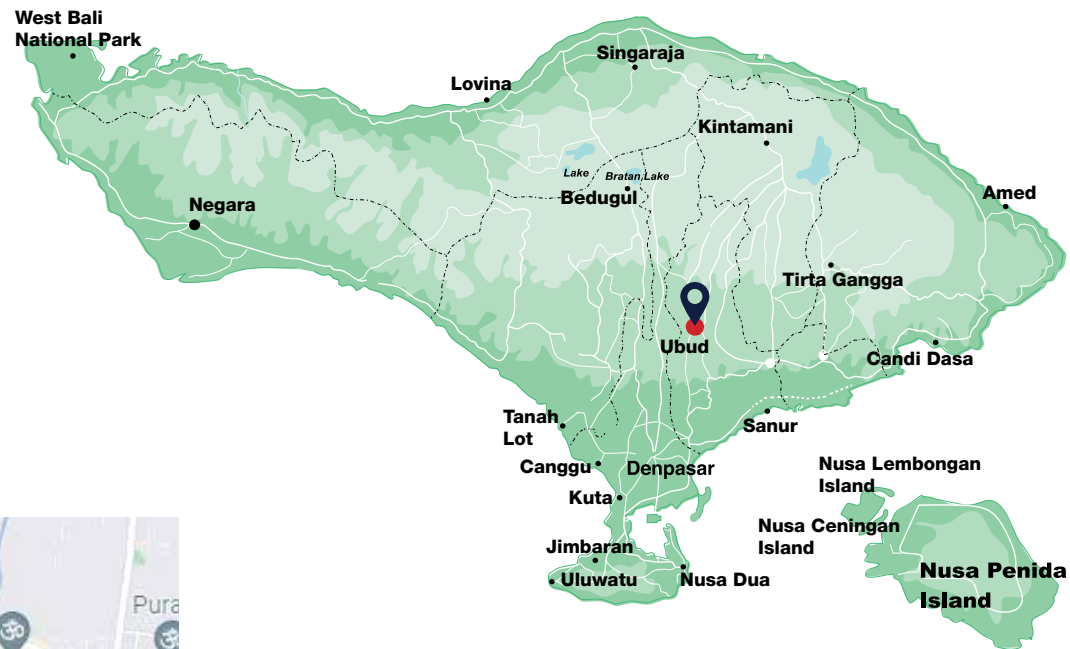 West Bali
National Park
Singaraja
Lovina
Kintamani
Lake
Bratan Lake
Bedugul
Amed
Negara
Tirta Gangga
Ubud
Candi Dasa
Tanah
Lot
Sanur
Canggu
Denpasar
Nusa Lembongan
Island
Kuta
Nusa Ceningan
Island
Jimbaran
Uluwatu
Nusa Dua
Nusa Penida
Island
Pura
ॐ
ॐ